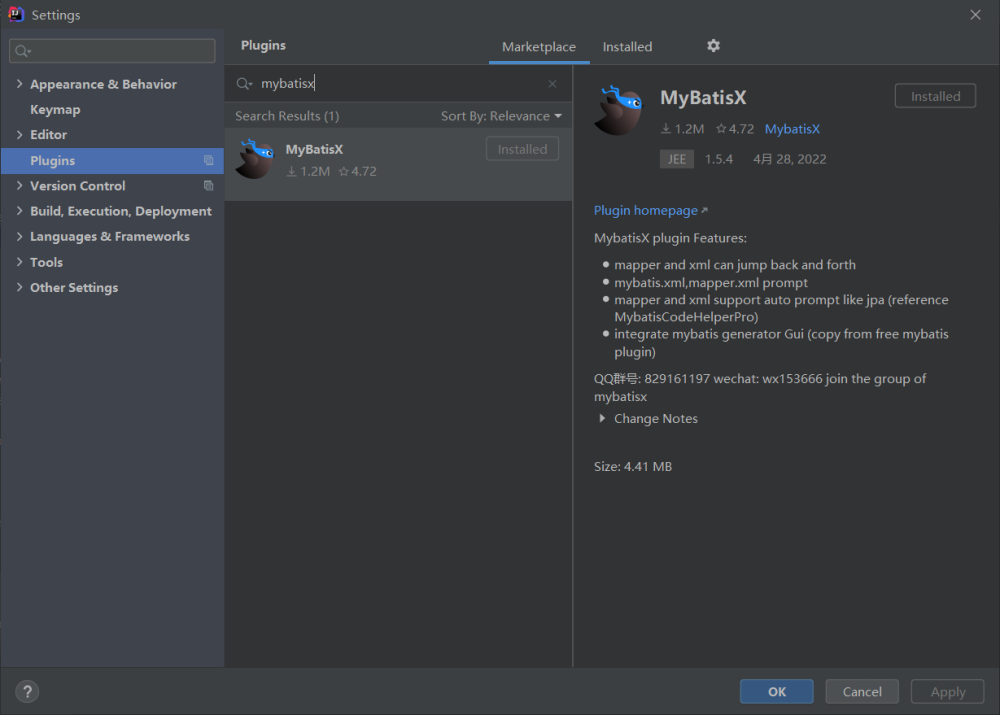 Settings
Plugins
Marketplace
Installed
Appearance & Behavior
Keymap
Editor
Plugins
Version Control
Build, Execution, Deployment
Languages & Frameworks
Tools
Other Settings
mybatisx
Search Results (1)
Sort By: Relevance
MyBatisX
1.2M 4.72
Installed
MyBatisX
Installed
1.2M 4.72 MybatisX
JEE 1.5.4 4月 28, 2022
Plugin homepage
MybatisX plugin Features:
mapper and xml can jump back and forth
mybatis.xml,mapper.xml prompt
mapper and xml support auto prompt like jpa (reference
MybatisCodeHelperPro)
integrate mybatis generator Gui (copy from free mybatis
plugin)
QQ群号: 829161197 wechat: wx153666 join the group of
mybatisx
Change Notes
Size: 4.41 MB
?
OK
Cancel
Apply